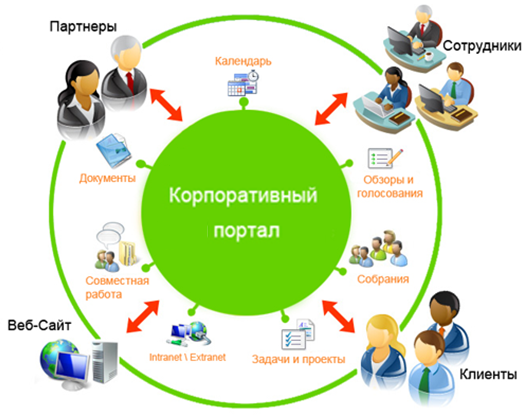 Партнеры
Календарь
Сотрудники
Документы
Обзоры и
голосования
Корпоративный
портал
Совместная
работа
Собрания
Веб-Сайт
Intranet \ Extranet
Задачи и проекты
Клиенты